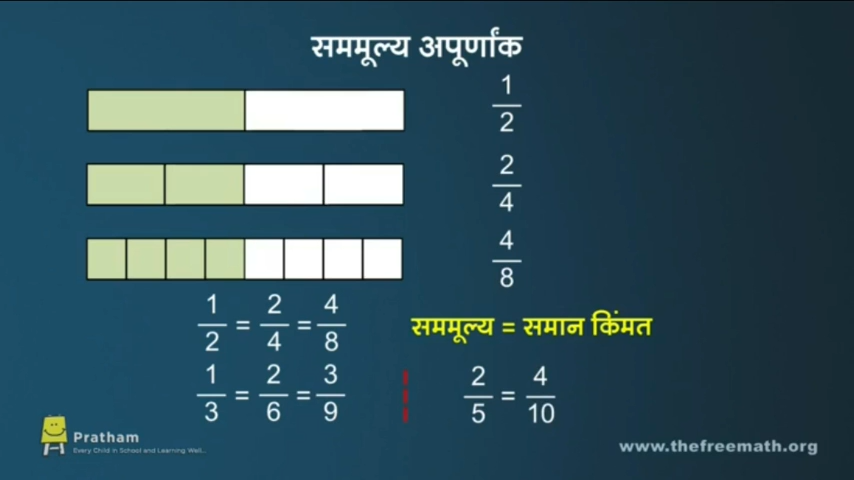 सममूल्य अपूर्णांक
1/2
2/4
4/8
1/2 = 2/4 = 4/8
सममूल्य = समान किंमत
1/3 = 2/6 = 3/9
2/5 = 4/10
Pratham
Every Child in School and Learning Well...
www.thefreemath.org